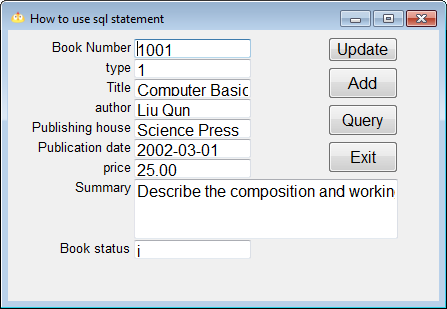 How to use sql statement
Book Number 1001 Update
type 1
Title Computer Basic Add
author Liu Qun
Publishing house Science Press Query
Publication date 2002-03-01
price 25.00 Exit
Summary Describe the composition and working
Book status